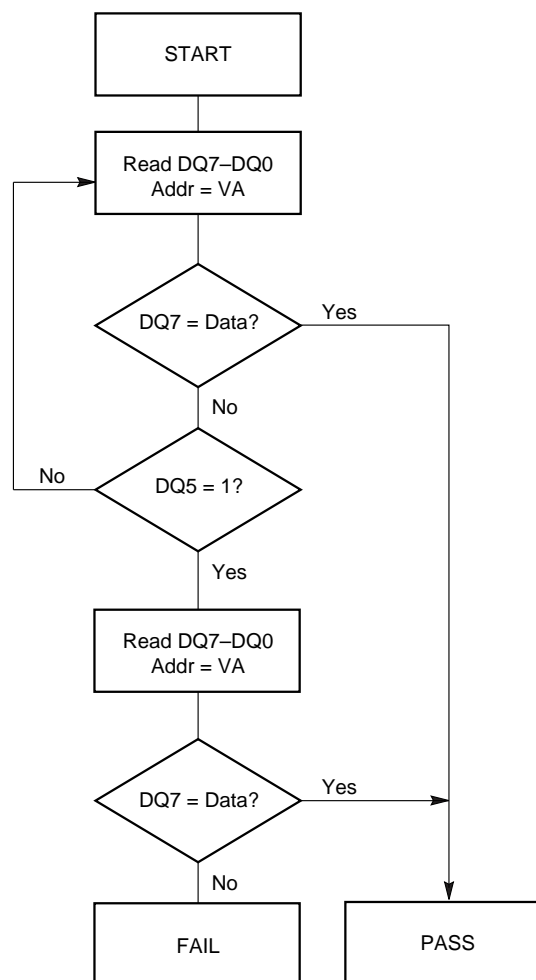 START
Read DQ7–DQ0
Addr = VA
DQ7 = Data?
Yes
No
No
DQ5 = 1?
Yes
Read DQ7–DQ0
Addr = VA
DQ7 = Data?
Yes
No
FAIL
PASS